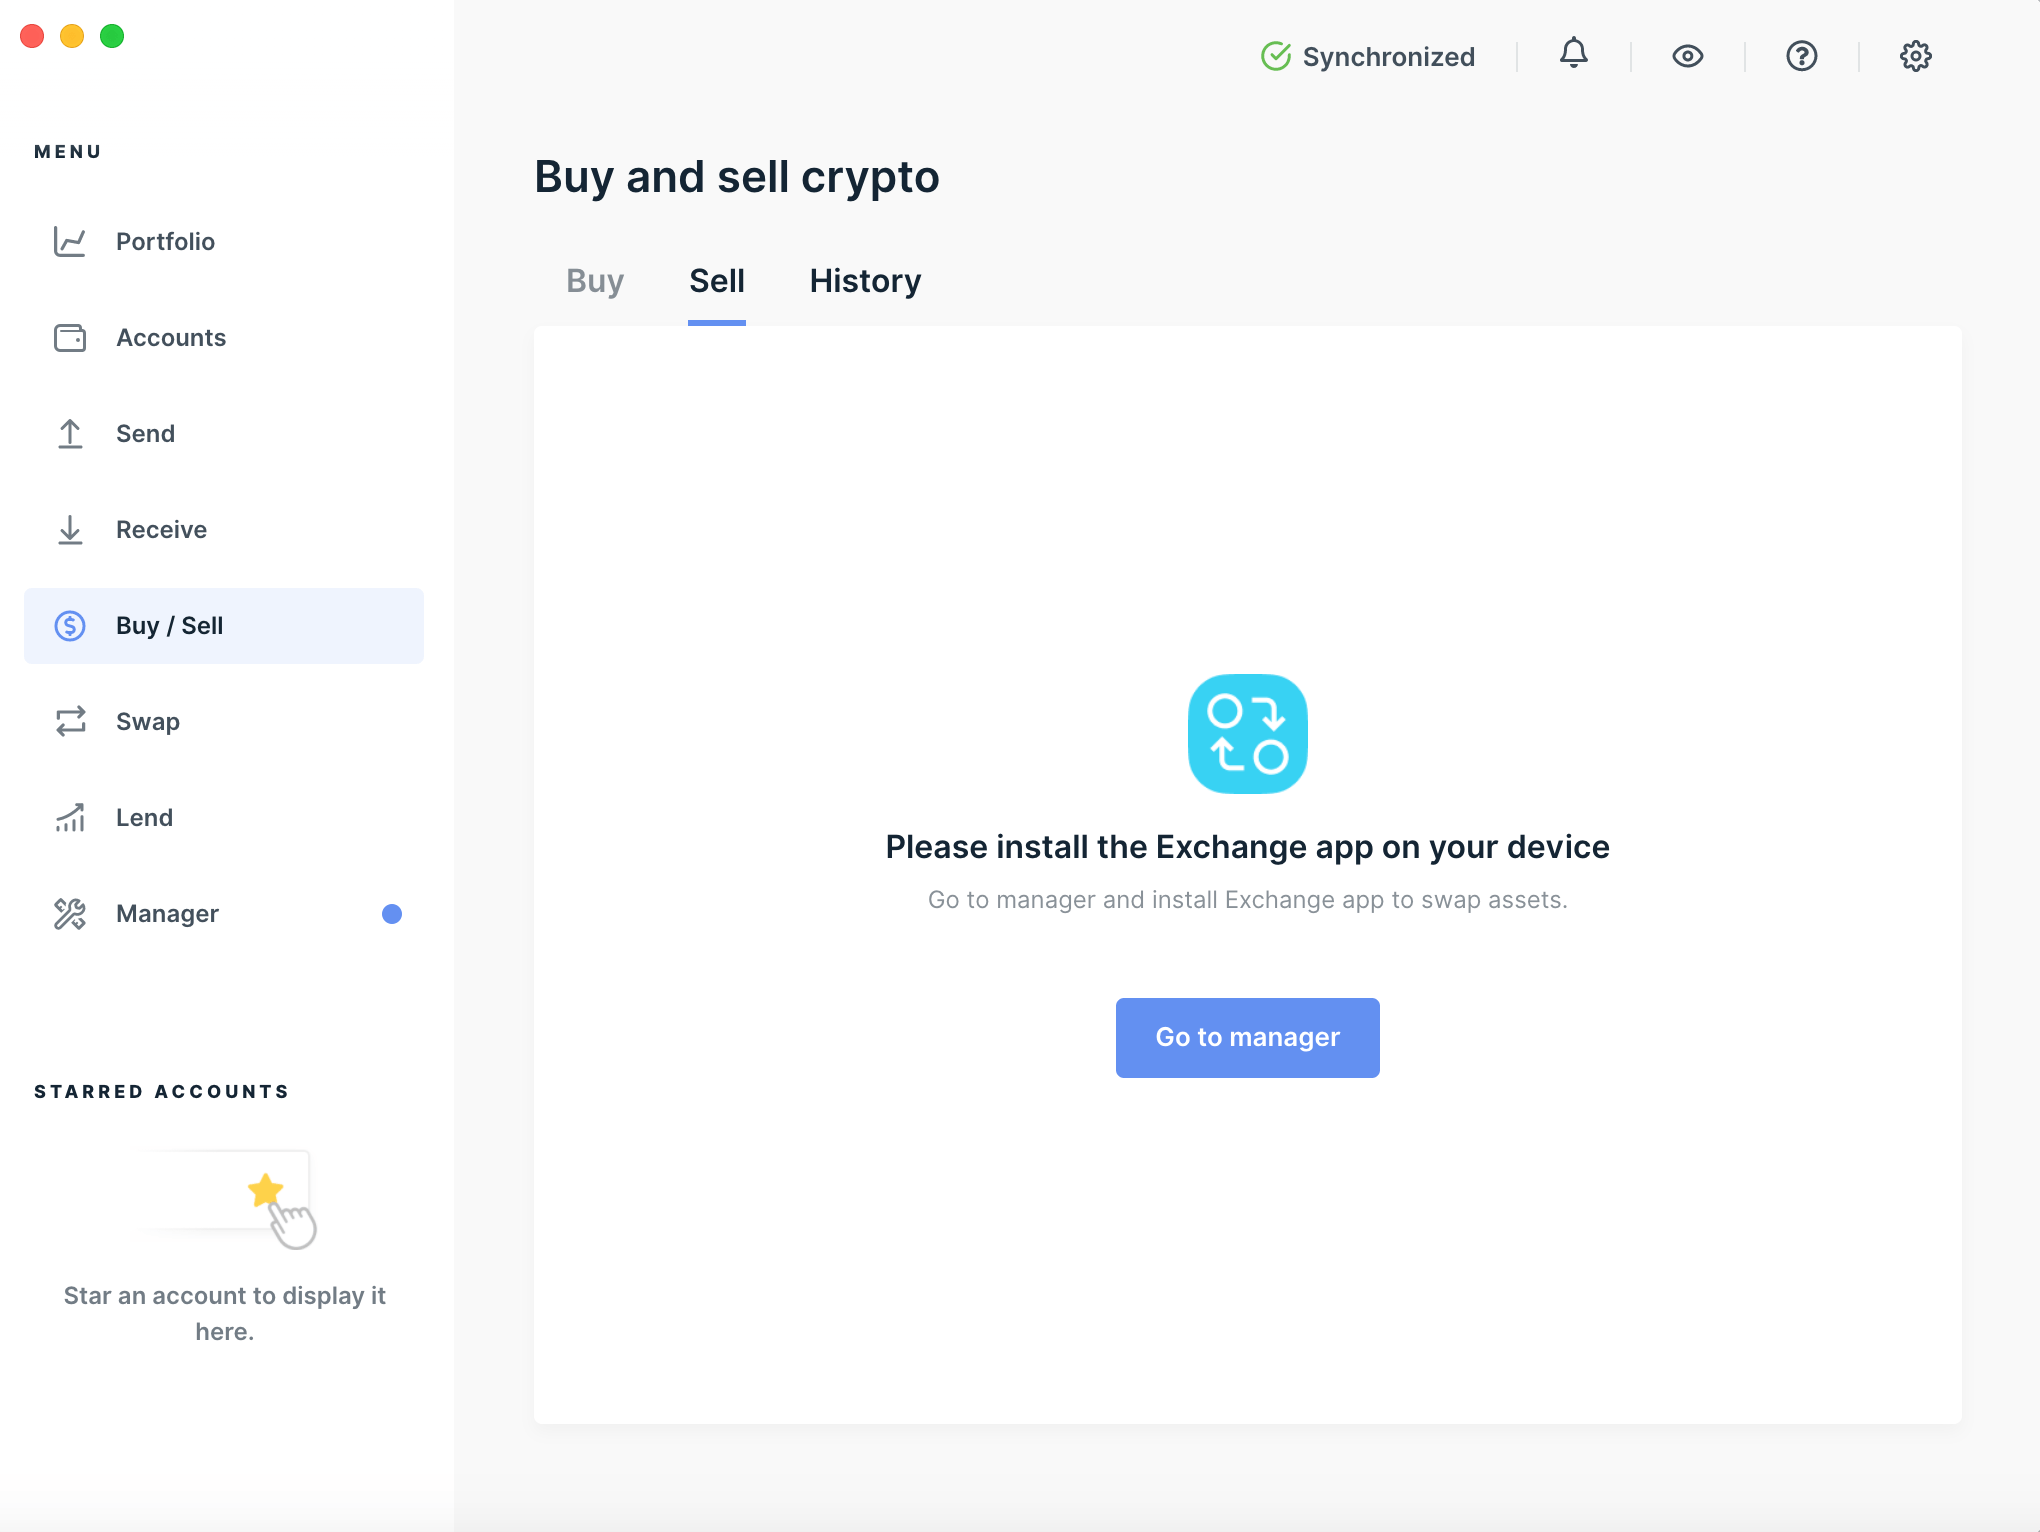 Synchronized
MENU
Portfolio
Accounts
Send
Receive
Buy / Sell
Swap
Lend
Manager
STARRED ACCOUNTS
Star an account to display it
here.
Buy and sell crypto
Buy
Sell
History
Please install the Exchange app on your device
Go to manager and install Exchange app to swap assets.
Go to manager